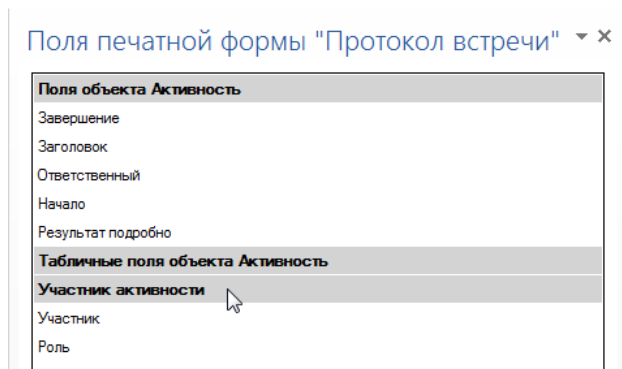 Поля печатной формы "Протокол встречи"
Поля объекта Активность
Завершение
Заголовок
Ответственный
Начало
Результат подробно
Табличные поля объекта Активность
Участник активности
Участник
Роль